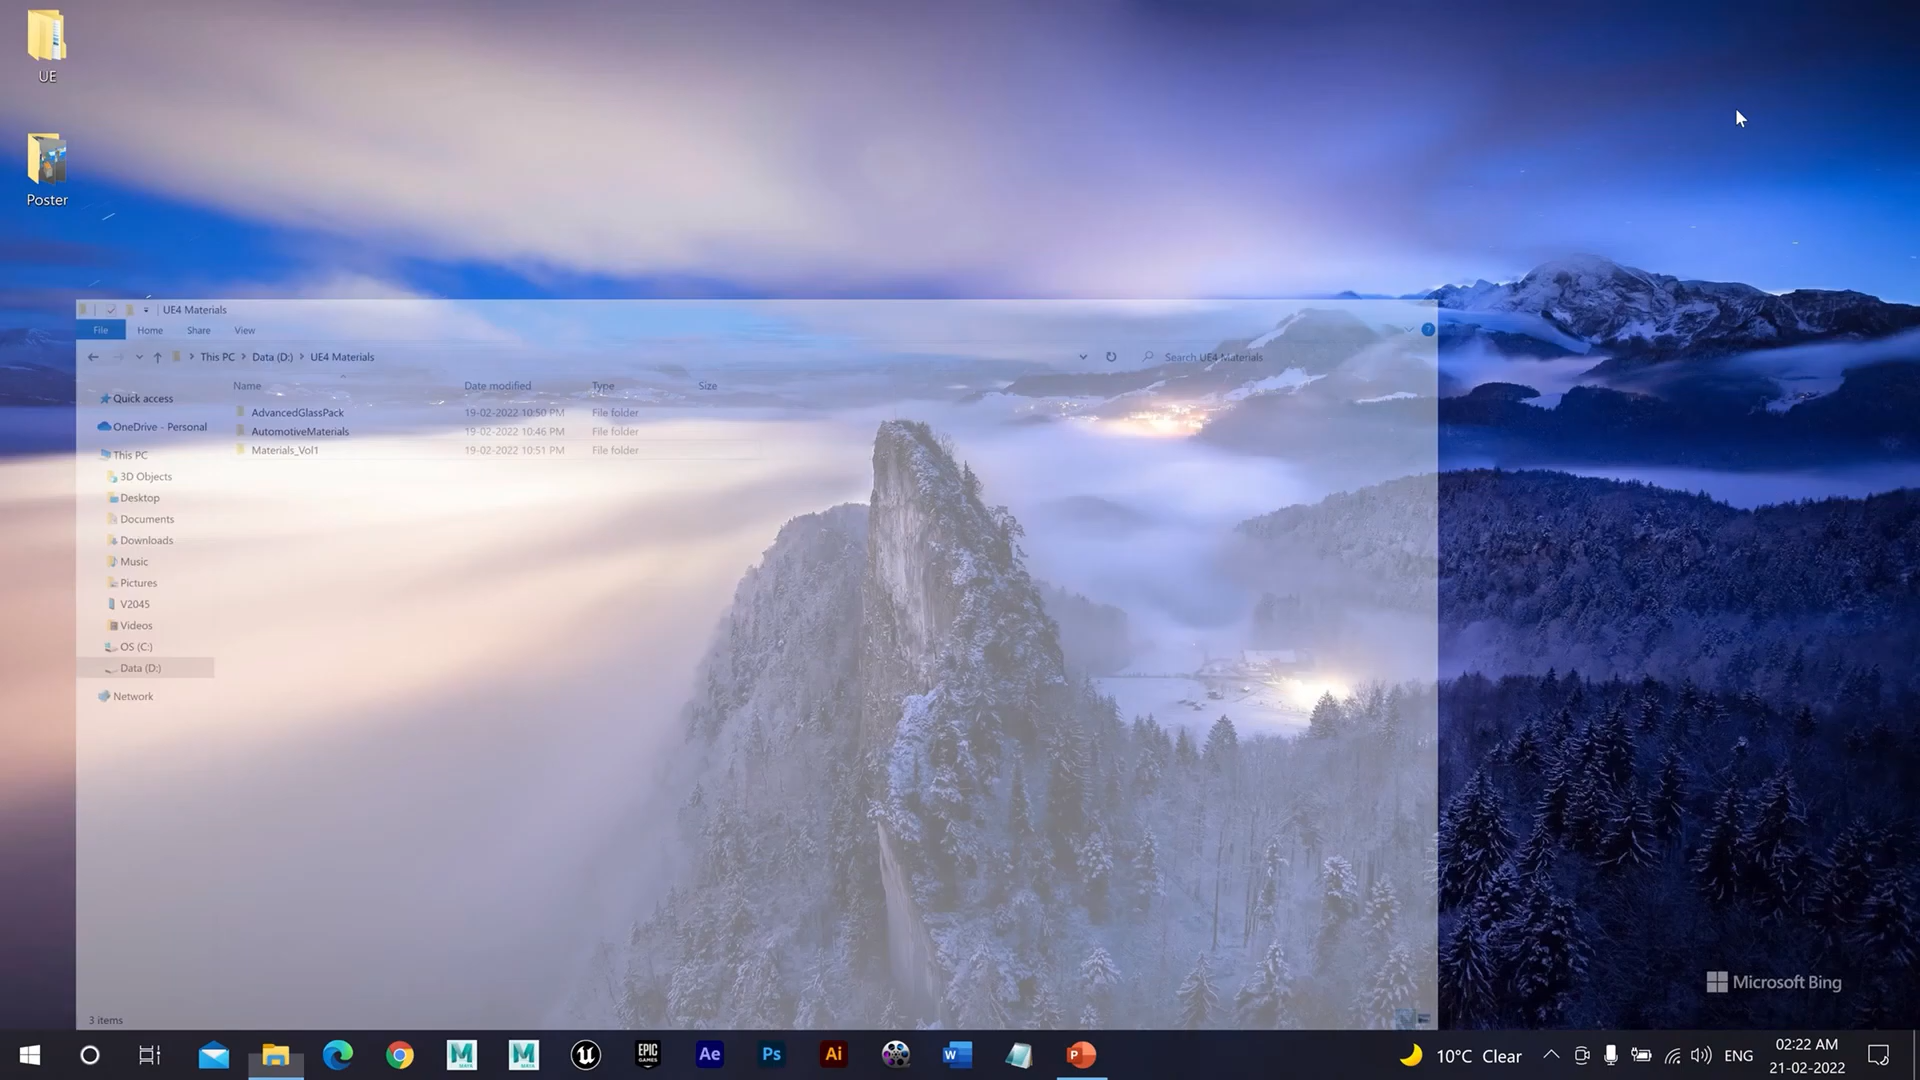 UE
Poster
UE4 Materials
File Home Share View
This PC Data (D:) UE4 Materials
Search UE4 Materials
Name Date modified Type Size
Quick access
OneDrive - Personal
This PC
3D Objects
Desktop
Documents
Downloads
Music
Pictures
V2045
Videos
OS (C:)
Data (D:)
Network
AdvancedGlassPack 19-02-2022 10:50 PM File folder
AutomotiveMaterials 19-02-2022 10:46 PM File folder
Materials_Vol1 19-02-2022 10:51 PM File folder
3 items
Microsoft Bing
M
M
EPIC
GAMES
Ae
Ps
Ai
W
P
10°C Clear
ENG
02:22 AM
21-02-2022